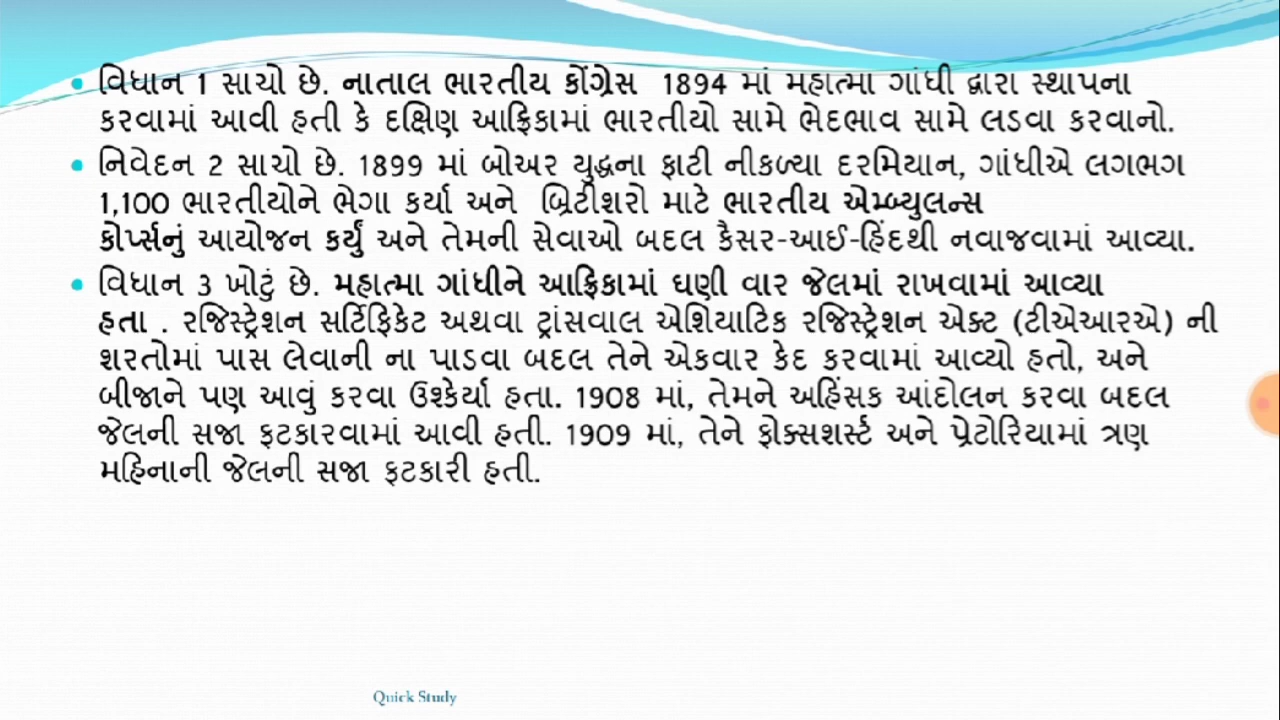 • વિધાન 1 સાચો છે. નાતાલ ભારતીય કોંગ્રેસ 1894 માં મહાત્મા ગાંધી દ્વારા સ્થાપના
કરવામાં આવી હતી કે દક્ષિણ આફ્રિકામાં ભારતીયો સામે ભેદભાવ સામે લડવા કરવાનો.
• નિવેદન 2 સાચો છે. 1899 માં બોઅર યુદ્ધના ફાટી નીકળ્યા દરમિયાન, ગાંધીએ લગભગ
1,100 ભારતીયોને ભેગા કર્યા અને બ્રિટીશરો માટે ભારતીય એમ્બ્યુલન્સ
કોર્પ્સનું આયોજન કર્યું અને તેમની સેવાઓ બદલ કૈસર-આઈ-હિંદથી નવાજવામાં આવ્યા.
• વિધાન 3 ખોટું છે. મહાત્મા ગાંધીને આફ્રિકામાં ઘણી વાર જેલમાં રાખવામાં આવ્યા
હતા . રજિસ્ટ્રેશન સર્ટિફિકેટ અથવા ટ્રાંસવાલ એશિયાટિક રજિસ્ટ્રેશન એક્ટ (ટીએઆરએ) ની
શરતોમાં પાસ લેવાની ના પાડવા બદલ તેને એકવાર કેદ કરવામાં આવ્યો હતો, અને
બીજાને પણ આવું કરવા ઉશ્કેર્યા હતા. 1908 માં, તેમને અહિંસક આંદોલન કરવા બદલ
જેલની સજા ફટકારવામાં આવી હતી. 1909 માં, તેને ફોક્સશર્સ્ટ અને પ્રેટોરિયામાં ત્રણ
મહિનાની જેલની સજા ફટકારી હતી.
Quick Study